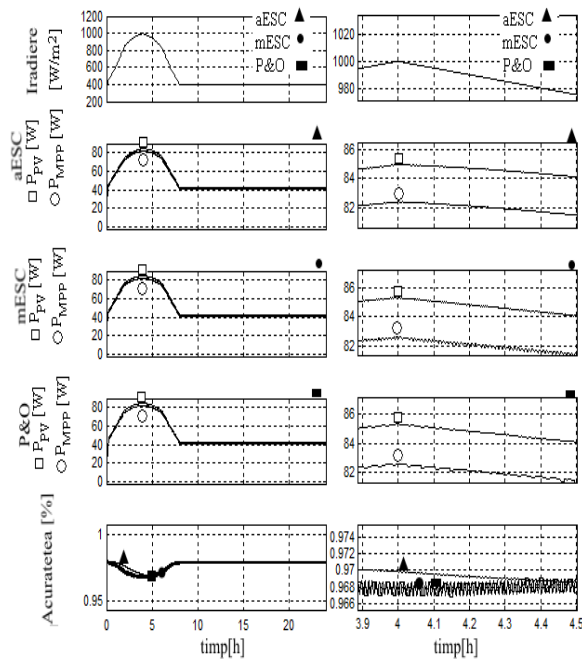 Iradiere
[W/m2]
1200
1000
800
600
400
200
aESC
mESC
P&O
1020
1000
980
aESC
PPV [W]
PMPP [W]
80
60
40
20
0
86
84
82
mESC
PPV [W]
PMPP [W]
80
60
40
20
0
86
84
82
P&O
PPV [W]
PMPP [W]
80
60
40
20
0
86
84
82
Acuratetea [%]
1
0.95
0 5 10 15 20
timp[h]
0.974
0.972
0.97
0.968
0.966
3.9 4 4.1 4.2 4.3 4.4 4.5
timp[h]
aESC
mESC
P&O